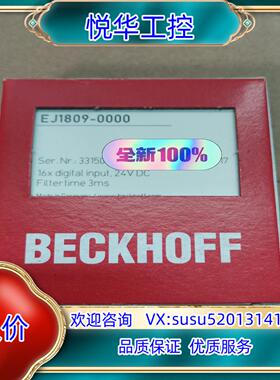 悦华工控
EJ1809-0000
全新100%
Ser. Nr.: 3315
16x digital input, 24V DC
Filtertime 3ms
BECKHOFF
价
欢迎咨询 VX:susu52013141
品质保证 服务质优